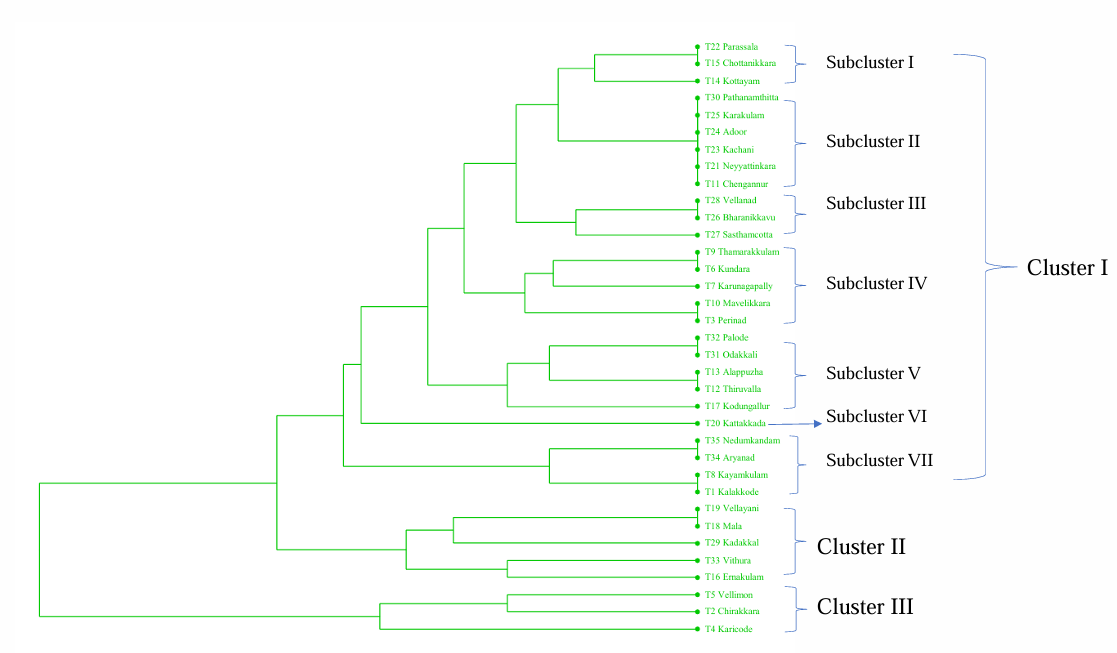 T22 Parassala
T15 Chottanikkara
T14 Kottayam
Subcluster I
T30 Pathanamthitta
T25 Karakulam
T24 Adoor
T23 Kachani
T21 Neyyattinkara
T11 Chengannur
Subcluster II
T28 Vellanad
T26 Bharanikkavu
T27 Sasthamcotta
Subcluster III
T9 Thamarakkulam
T6 Kundara
T7 Karunagapally
T10 Mavelikkara
T3 Perinad
Subcluster IV
T32 Palode
T31 Odakkali
T13 Alappuzha
T12 Thiruvalla
T17 Kodungallur
Subcluster V
T20 Kattakkada
Subcluster VI
T35 Nedumkandam
T34 Aryanad
T8 Kayamkulam
T1 Kalakkode
Subcluster VII
Cluster I
T19 Vellayani
T18 Mala
T29 Kadakkal
T33 Vithura
T16 Ernakulam
Cluster II
T5 Vellimon
T2 Chirakkara
T4 Karicode
Cluster III